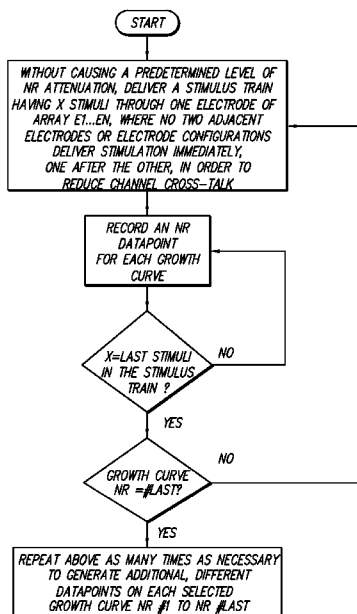 START
WITHOUT CAUSING A PREDETERMINED LEVEL OF
NR ATTENUATION, DELIVER A STIMULUS TRAIN
HAVING X STIMULI THROUGH ONE ELECTRODE OF
ARRAY E1...EN, WHERE NO TWO ADJACENT
ELECTRODES OR ELECTRODE CONFIGURATIONS
DELIVER STIMULATION IMMEDIATELY,
ONE AFTER THE OTHER, IN ORDER TO
REDUCE CHANNEL CROSS-TALK
RECORD AN NR
DATAPOINT
FOR EACH GROWTH
CURVE
X=LAST STIMULI
IN THE STIMULUS
TRAIN ?
NO
YES
GROWTH CURVE
NR =#LAST?
NO
YES
REPEAT ABOVE AS MANY TIMES AS NECESSARY
TO GENERATE ADDITIONAL, DIFFERENT
DATAPOINTS ON EACH SELECTED
GROWTH CURVE NR #1 TO NR #LAST